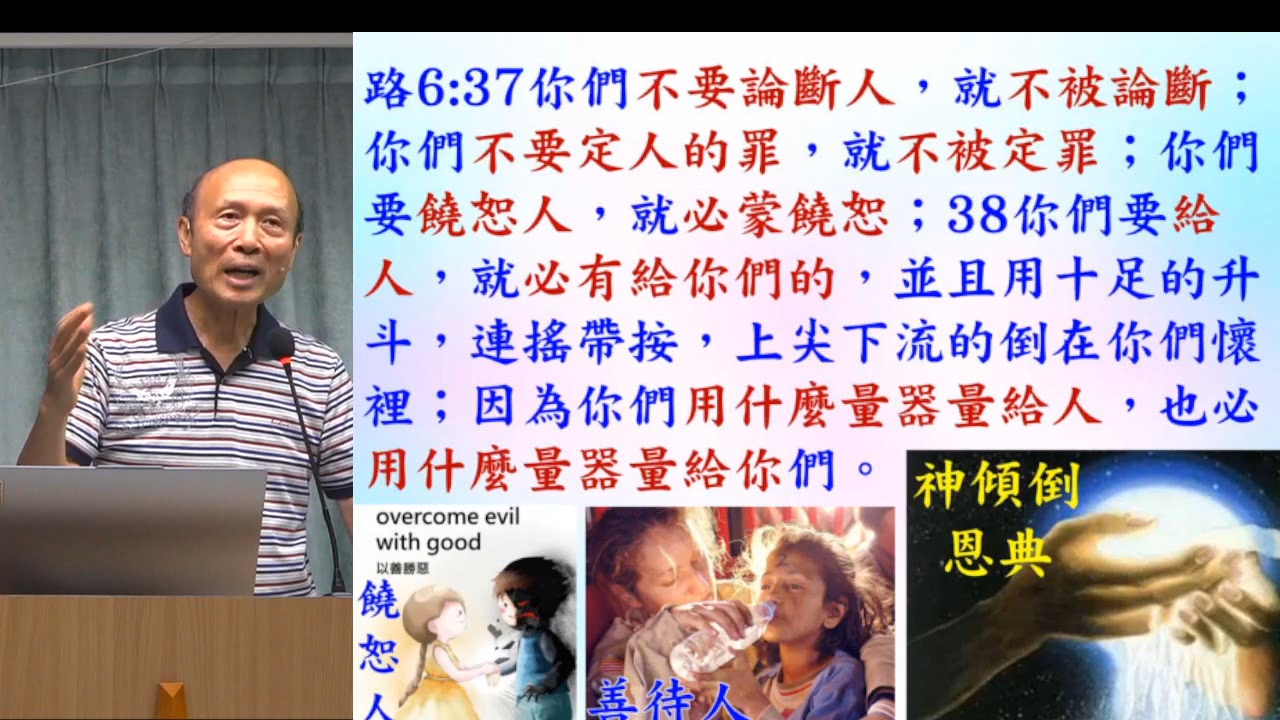 路6:37你們不要論斷人，就不被論斷；
你們不要定人的罪，就不被定罪；你們
要饒恕人，就必蒙饒恕；38你們要給
人，就必有給你們的，並且用十足的升
斗，連搖帶按，上尖下流的倒在你們懷
裡；因為你們用什麼量器量給人，也必
用什麼量器量給你們。
overcome evil
with good
以善勝惡
饒
恕
人
善待人
神傾倒
恩典